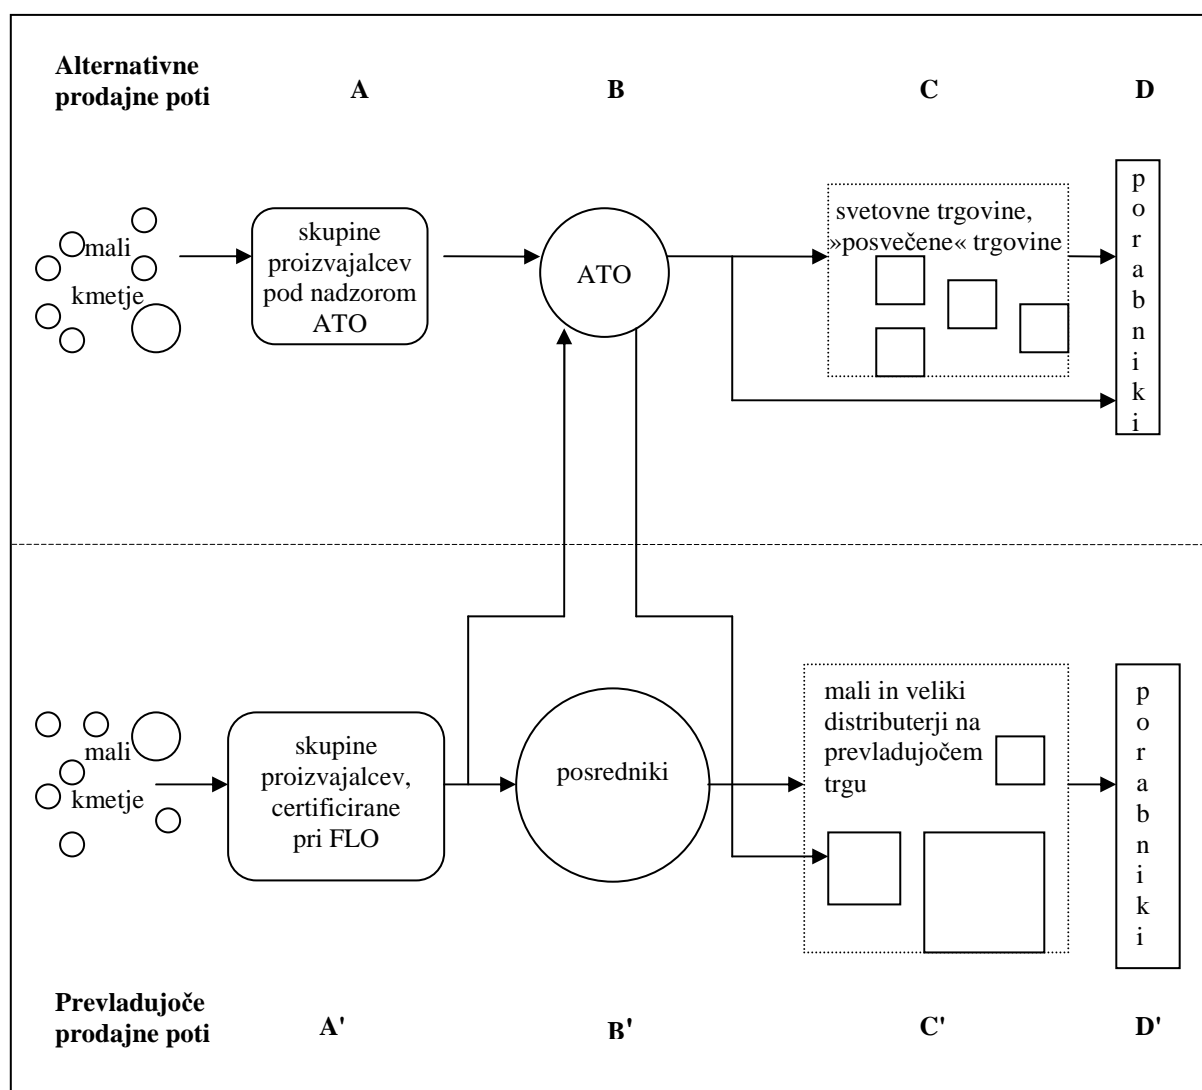 Alternativne
prodajne poti
A
B
C
D
mali
kmetje
skupine
proizvajalcev
pod nadzorom
ATO
ATO
svetovne trgovine,
»posvečene« trgovine
p
o
r
a
b
n
i
k
i
mali
kmetje
skupine
proizvajalcev,
certificirane
pri FLO
posredniki
mali in veliki
distributerji na
prevladujočem
trgu
p
o
r
a
b
n
i
k
i
Prevladujoče
prodajne poti
A'
B'
C'
D'